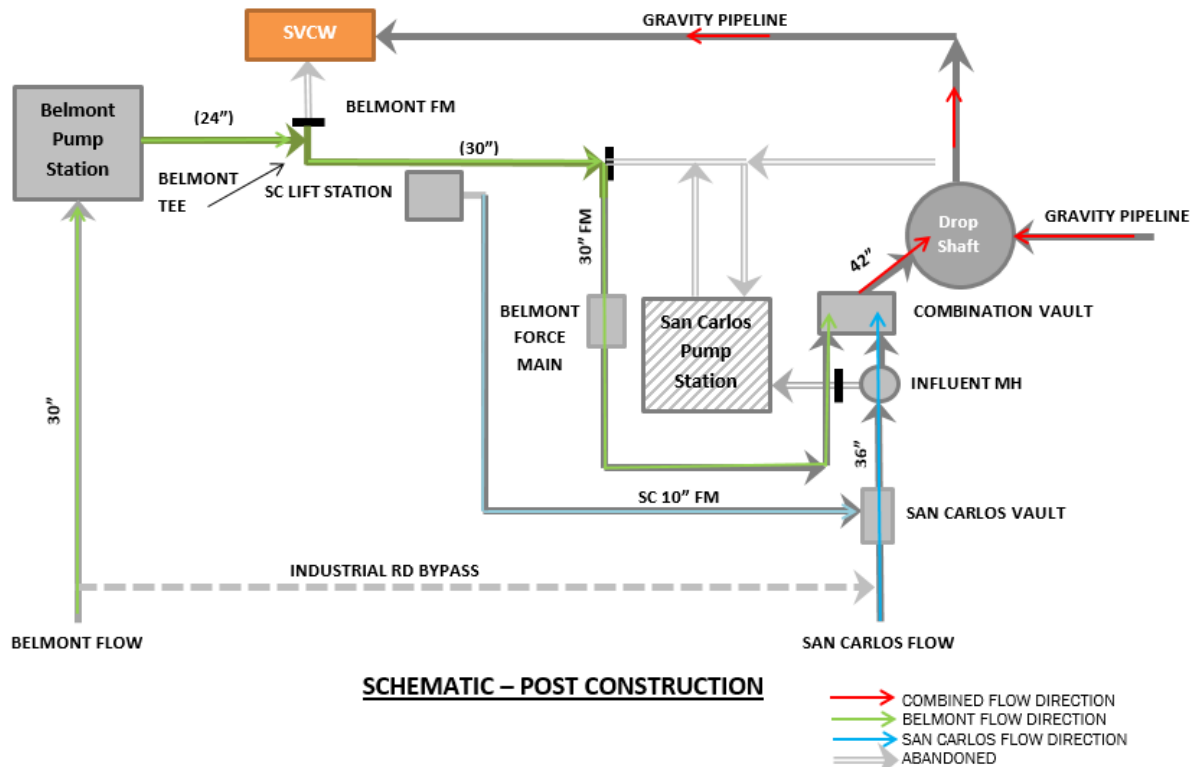 GRAVITY PIPELINE
SVCW
Belmont
Pump
Station
(24”)
BELMONT FM
BELMONT
TEE
SC LIFT STATION
(30”)
30” FM
BELMONT
FORCE
MAIN
San Carlos
Pump
Station
Drop
Shaft
GRAVITY PIPELINE
42”
COMBINATION VAULT
INFLUENT MH
36”
30”
SC 10” FM
SAN CARLOS VAULT
INDUSTRIAL RD BYPASS
BELMONT FLOW
SAN CARLOS FLOW
SCHEMATIC – POST CONSTRUCTION
COMBINED FLOW DIRECTION
BELMONT FLOW DIRECTION
SAN CARLOS FLOW DIRECTION
ABANDONED